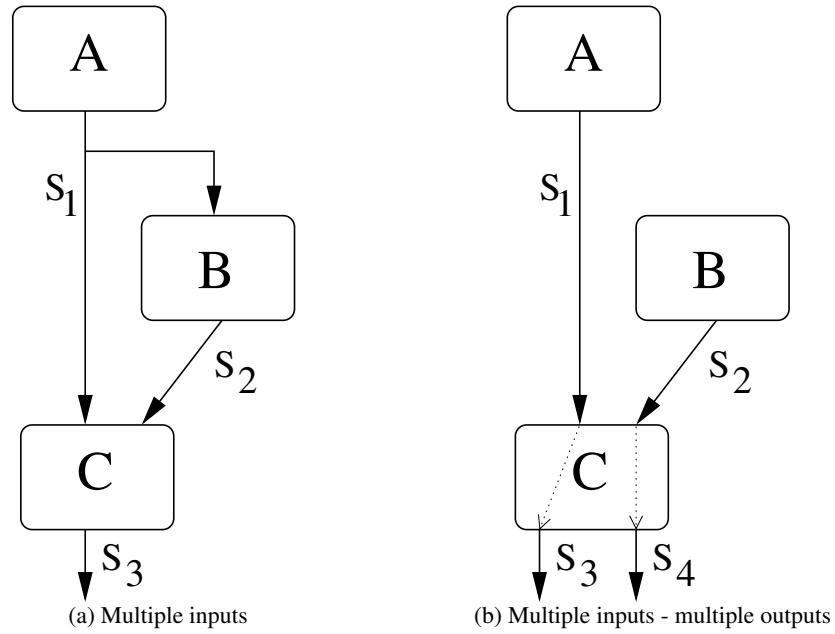 A
S1
B
S2
C
S3
(a) Multiple inputs
A
S1
B
S2
C
S3
S4
(b) Multiple inputs - multiple outputs